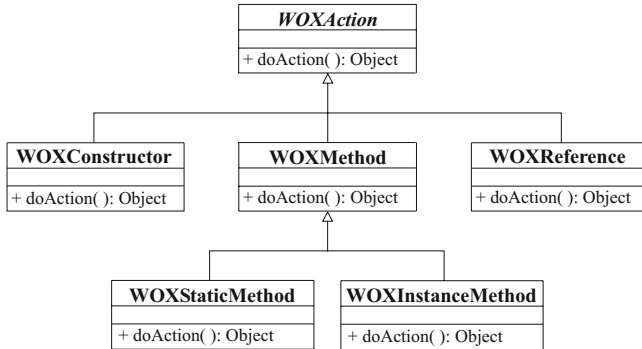 WOXAction
+ doAction( ): Object
WOXConstructor
WOXMethod
WOXReference
+ doAction( ): Object
+ doAction( ): Object
+ doAction( ): Object
WOXStaticMethod
WOXInstanceMethod
+ doAction( ): Object
+ doAction( ): Object